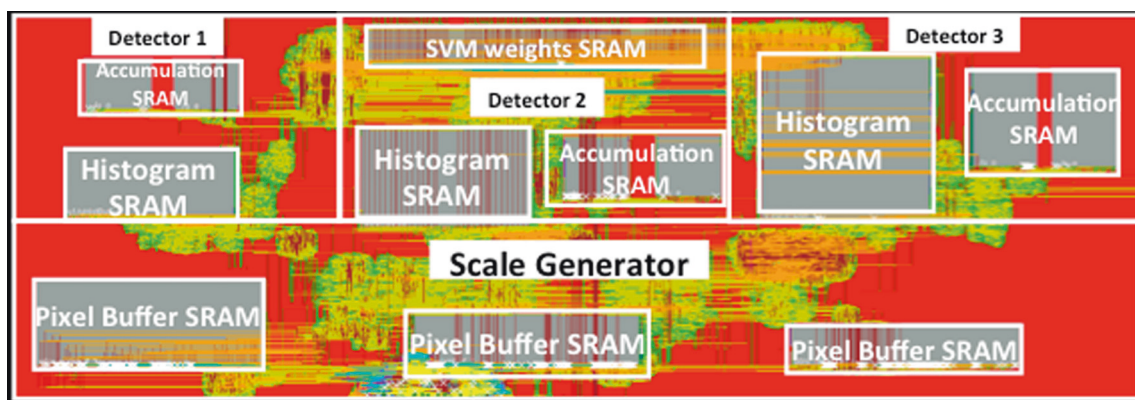 Detector 1
Accumulation
SRAM
Histogram
SRAM
SVM weights SRAM
Detector 2
Histogram
SRAM
Accumulation
SRAM
Detector 3
Histogram
SRAM
Accumulation
SRAM
Scale Generator
Pixel Buffer SRAM
Pixel Buffer SRAM
Pixel Buffer SRAM